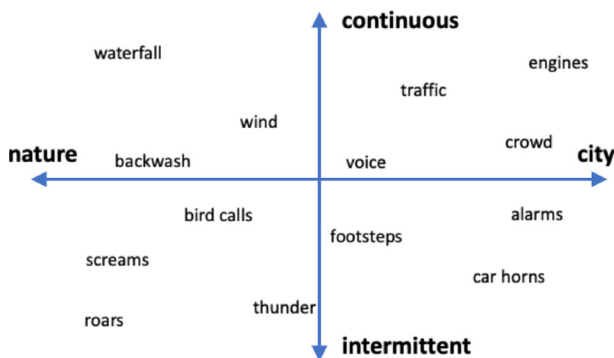 continuous
waterfall
engines
traffic
wind
crowd
nature
backwash
voice
city
bird calls
alarms
footsteps
screams
car horns
thunder
roars
intermittent